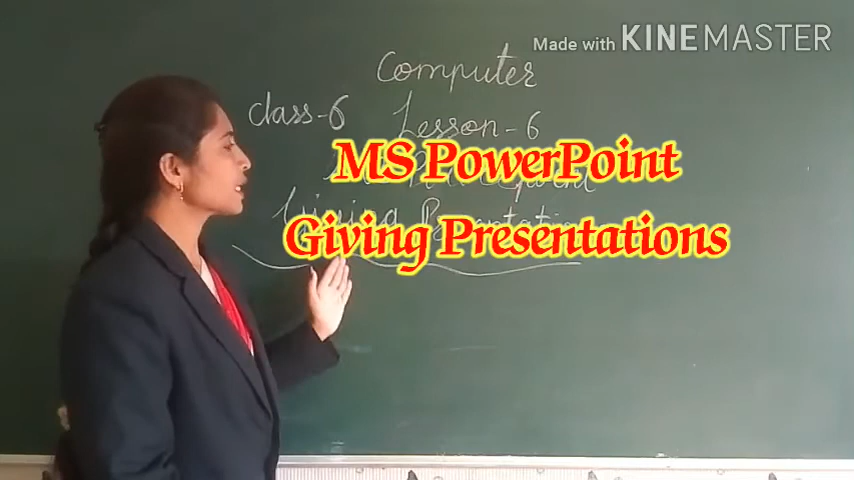 Made with KINEMASTER
Computer
Class-6 Lesson-6
MS PowerPoint
Giving Presentations